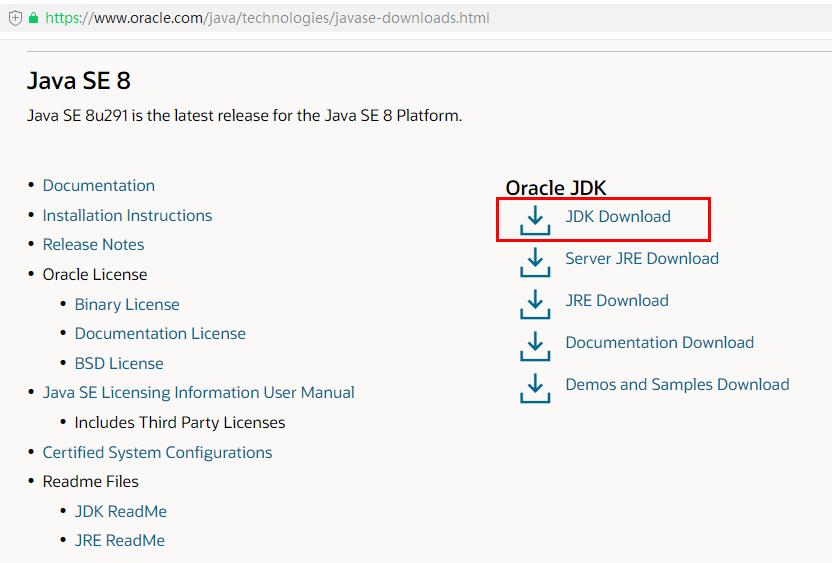 https://www.oracle.com/java/technologies/javase-downloads.html
Java SE 8
Java SE 8u291 is the latest release for the Java SE 8 Platform.
• Documentation
• Installation Instructions
• Release Notes
• Oracle License
• Binary License
• Documentation License
• BSD License
• Java SE Licensing Information User Manual
• Includes Third Party Licenses
• Certified System Configurations
• Readme Files
• JDK ReadMe
• JRE ReadMe
Oracle JDK
JDK Download
Server JRE Download
JRE Download
Documentation Download
Demos and Samples Download